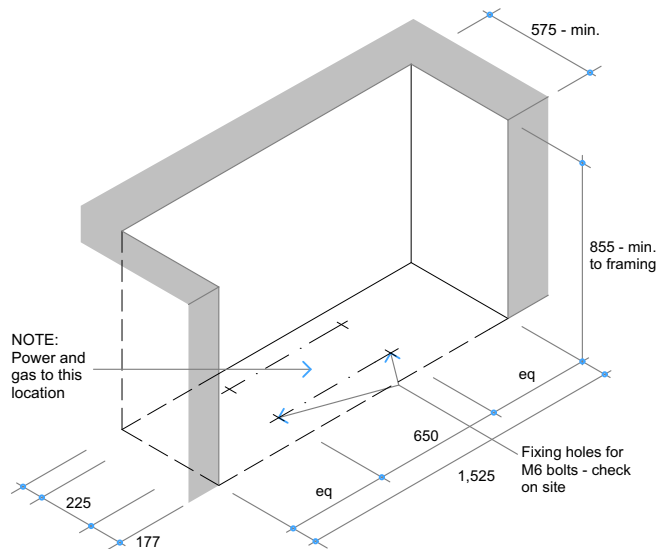 575 - min.
855 - min.
to framing
NOTE:
Power and
gas to this
location
eq
650
Fixing holes for
M6 bolts - check
on site
1,525
eq
225
177